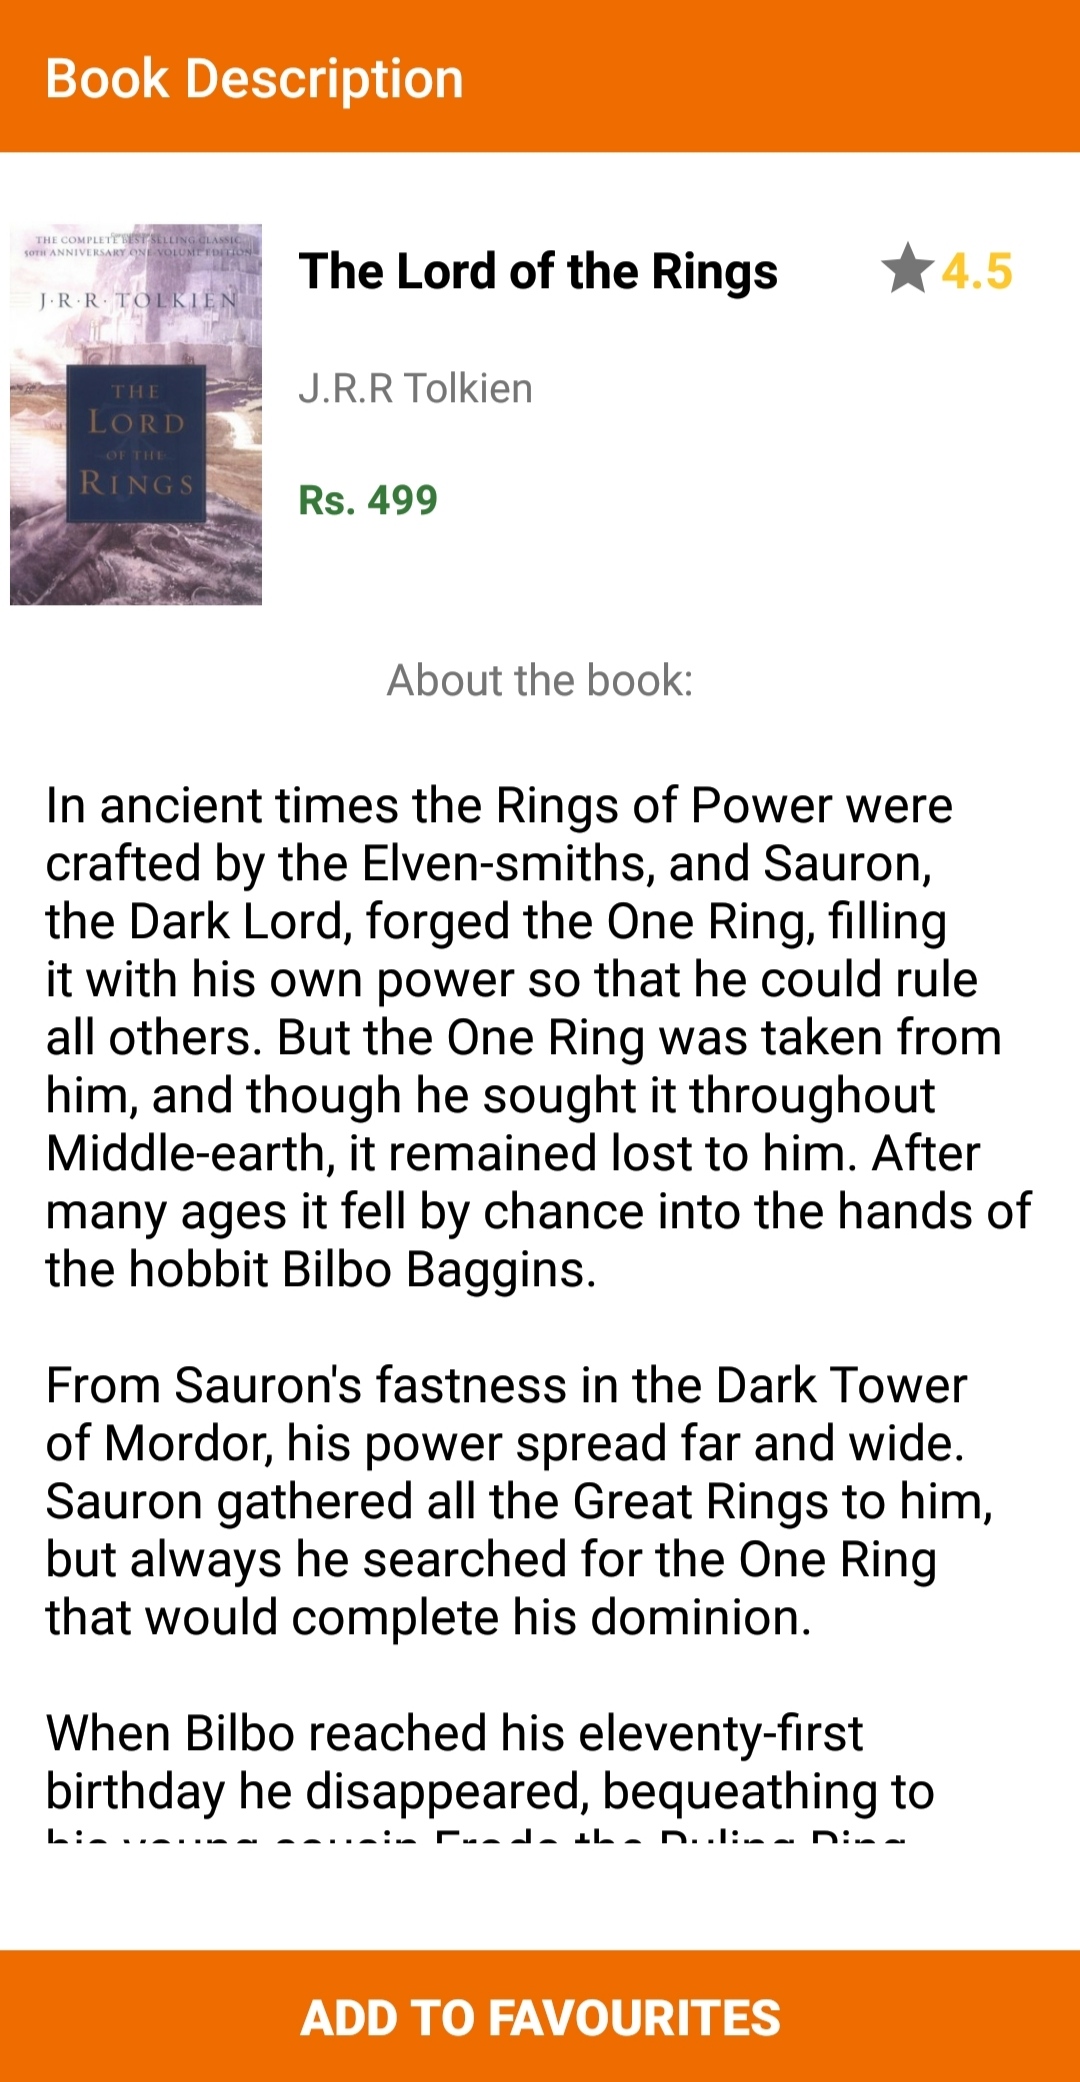 Book Description
THE COMPLETE BEST-SELLING CLASSIC
50TH ANNIVERSARY ONE-VOLUME EDITION
J·R·R· TOLKIEN
THE
LORD
OF THE
RINGS
The Lord of the Rings
4.5
J.R.R Tolkien
Rs. 499
About the book:
In ancient times the Rings of Power were
crafted by the Elven-smiths, and Sauron,
the Dark Lord, forged the One Ring, filling
it with his own power so that he could rule
all others. But the One Ring was taken from
him, and though he sought it throughout
Middle-earth, it remained lost to him. After
many ages it fell by chance into the hands of
the hobbit Bilbo Baggins.
From Sauron's fastness in the Dark Tower
of Mordor, his power spread far and wide.
Sauron gathered all the Great Rings to him,
but always he searched for the One Ring
that would complete his dominion.
When Bilbo reached his eleventy-first
birthday he disappeared, bequeathing to
his young cousin Frodo the Ruling Ring
ADD TO FAVOURITES